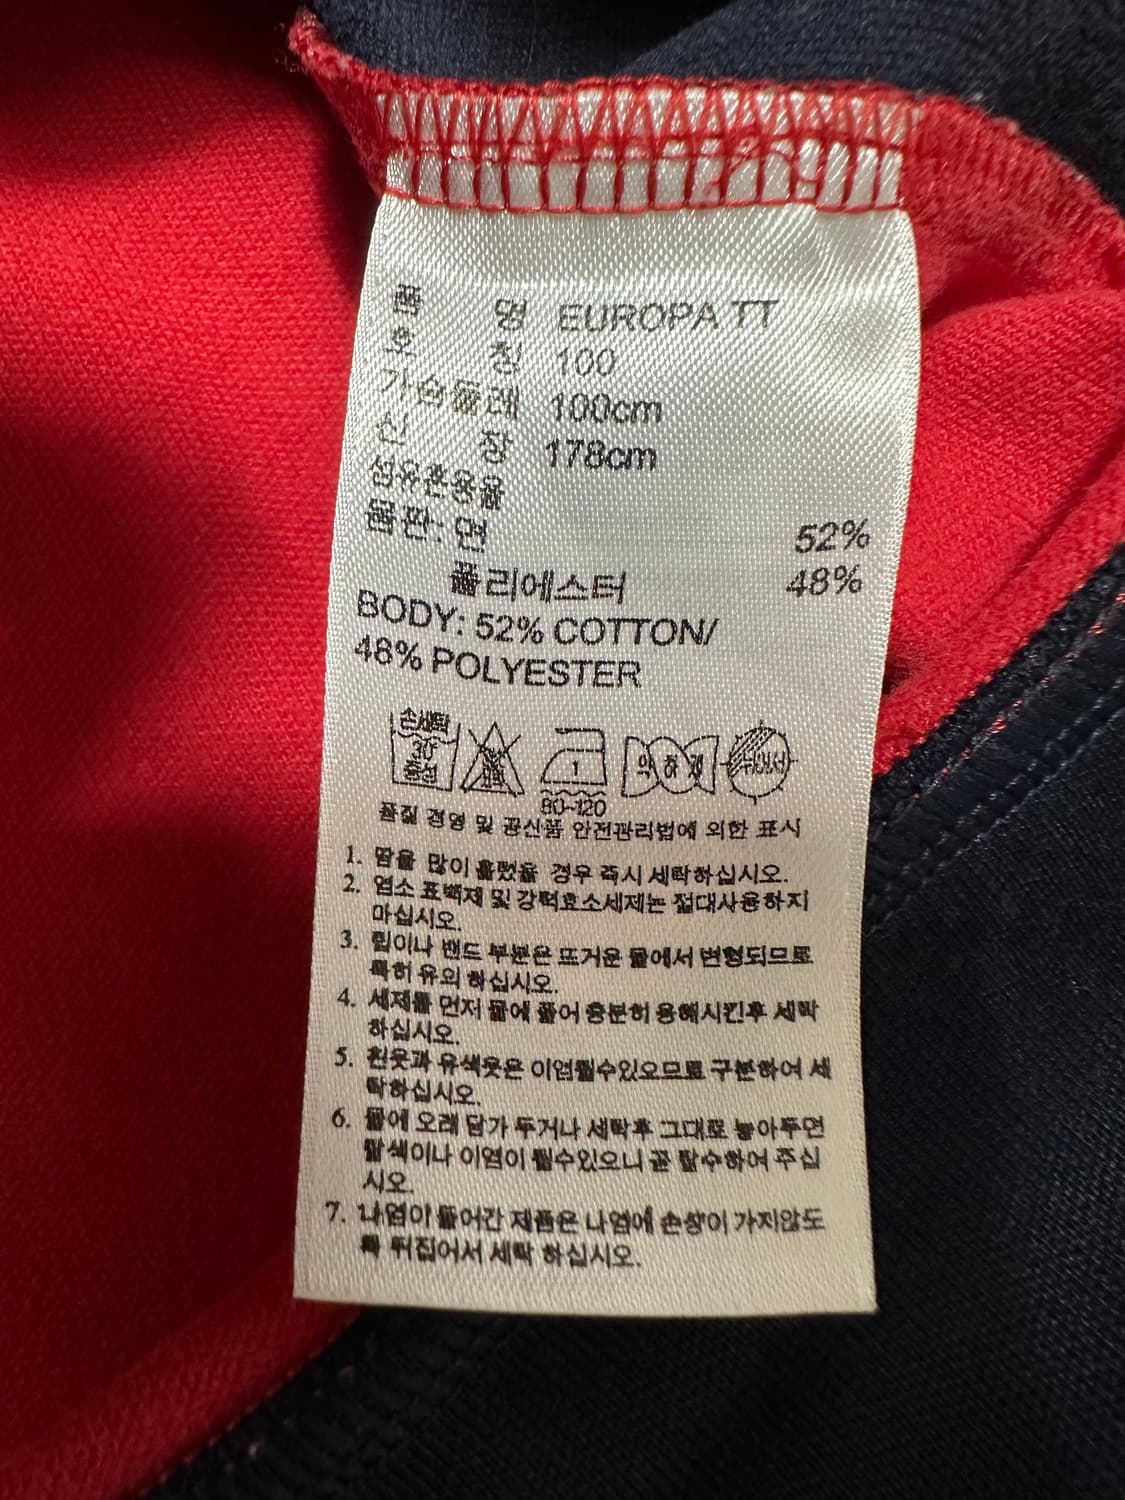 품 명 EUROPA TT
호 칭 100
가슴둘레 100cm
신 장 178cm
섬유혼용율
몸판: 면 52%
폴리에스터 48%
BODY: 52% COTTON/
48% POLYESTER
손세탁
30
중성
1
약하게
80-120
품질 경영 및 공산품 안전관리법에 의한 표시
1. 땀을 많이 흘렸을 경우 즉시 세탁하십시오.
2. 염소 표백제 및 강력효소세제는 절대사용하지
마십시오.
3. 립이나 밴드 부분은 뜨거운 물에서 변형되므로
특히 유의 하십시오.
4. 세제를 먼저 물에 풀어 충분히 용해시킨후 세탁
하십시오.
5. 흰옷과 유색옷은 이염될수있으므로 구분하여 세
탁하십시오.
6. 물에 오래 담가 두거나 세탁후 그대로 놓아두면
탈색이나 이염이 될수있으니 곧 탈수하여 주십
시오.
7. 나염이 들어간 제품은 나염에 손상이 가지않도
록 뒤집어서 세탁 하십시오.